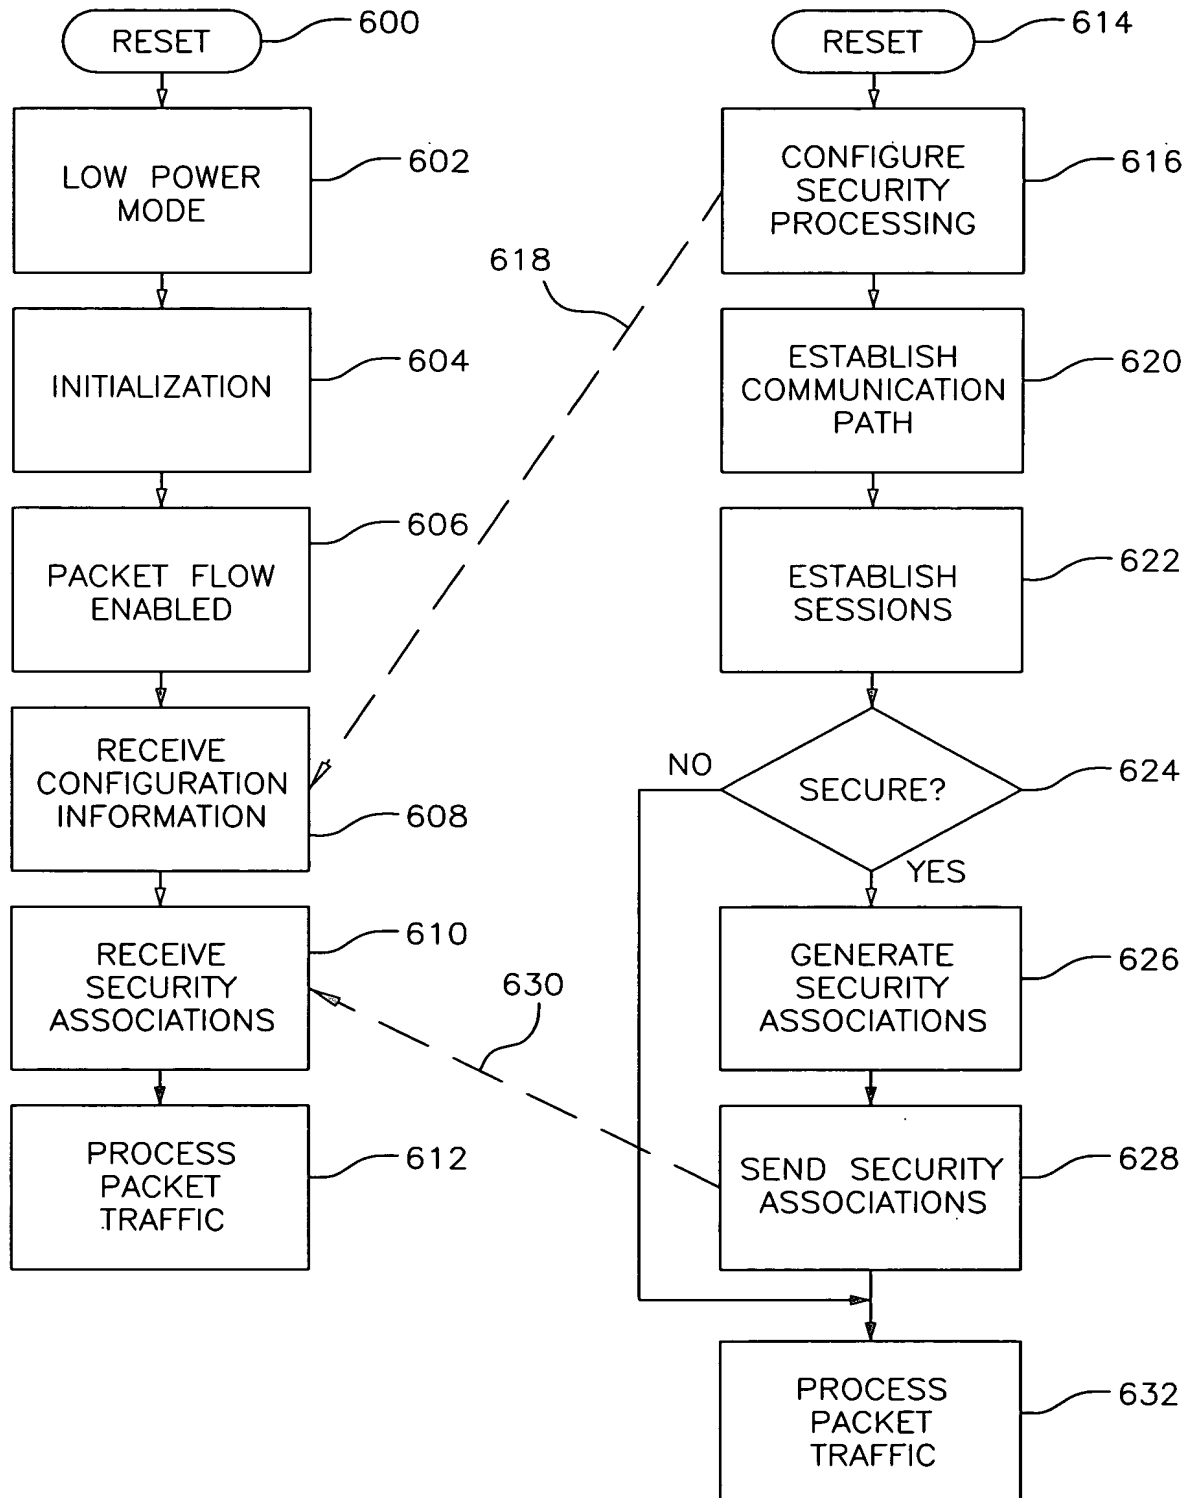 RESET
600
LOW POWER
MODE
602
INITIALIZATION
604
PACKET FLOW
ENABLED
606
RECEIVE
CONFIGURATION
INFORMATION
608
RECEIVE
SECURITY
ASSOCIATIONS
610
PROCESS
PACKET
TRAFFIC
612
618
630
RESET
614
CONFIGURE
SECURITY
PROCESSING
616
ESTABLISH
COMMUNICATION
PATH
620
ESTABLISH
SESSIONS
622
SECURE?
624
NO
YES
GENERATE
SECURITY
ASSOCIATIONS
626
SEND SECURITY
ASSOCIATIONS
628
PROCESS
PACKET
TRAFFIC
632